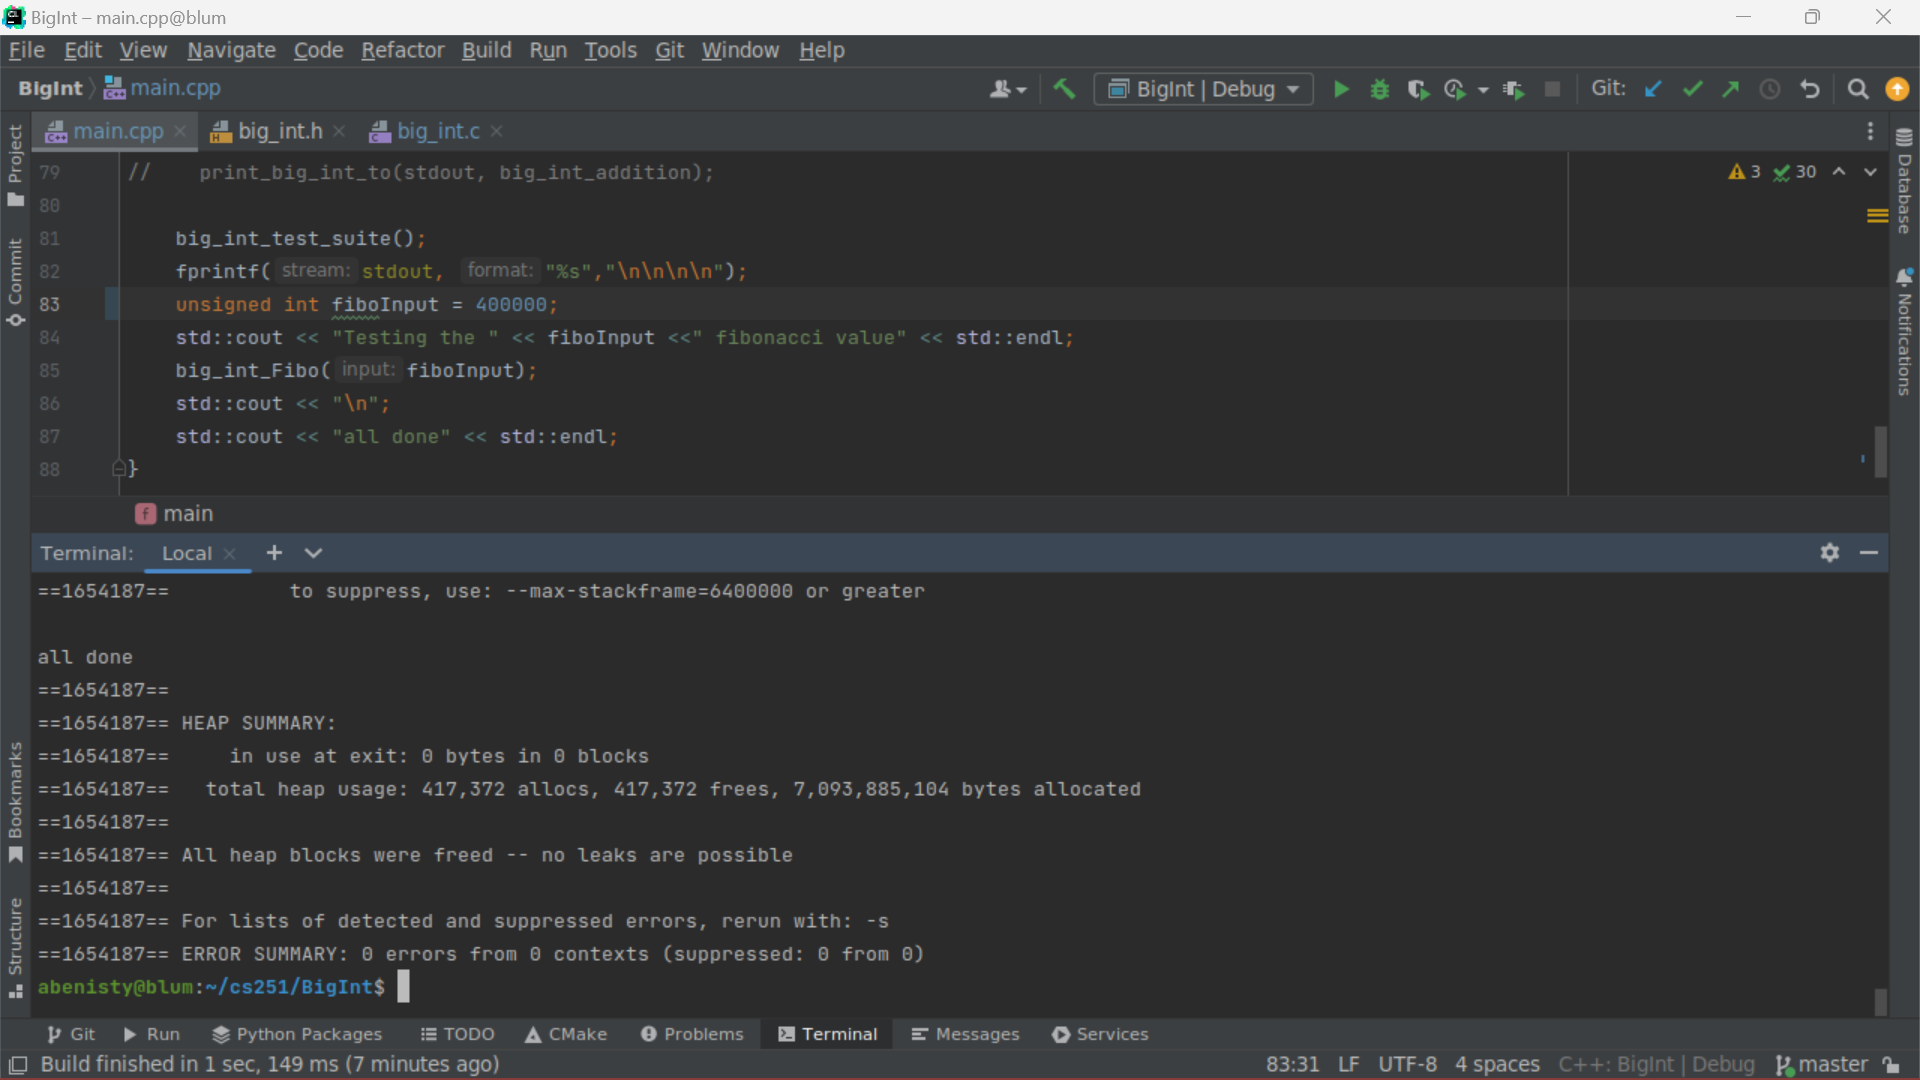 BigInt – main.cpp@blum
File Edit View Navigate Code Refactor Build Run Tools Git Window Help
BigInt main.cpp BigInt | Debug Git:
main.cpp big_int.h big_int.c
79 // print_big_int_to(stdout, big_int_addition);
3 30
80
81 big_int_test_suite();
82 fprintf( stream: stdout, format: "%s","\n\n\n\n");
83 unsigned int fiboInput = 400000;
84 std::cout << "Testing the " << fiboInput <<" fibonacci value" << std::endl;
85 big_int_Fibo( input: fiboInput);
86 std::cout << "\n";
87 std::cout << "all done" << std::endl;
88 }
f main
Terminal: Local
==1654187== to suppress, use: --max-stackframe=6400000 or greater
all done
==1654187==
==1654187== HEAP SUMMARY:
==1654187== in use at exit: 0 bytes in 0 blocks
==1654187== total heap usage: 417,372 allocs, 417,372 frees, 7,093,885,104 bytes allocated
==1654187==
==1654187== All heap blocks were freed -- no leaks are possible
==1654187==
==1654187== For lists of detected and suppressed errors, rerun with: -s
==1654187== ERROR SUMMARY: 0 errors from 0 contexts (suppressed: 0 from 0)
abenisty@blum:~/cs251/BigInt$
Project
Commit
Bookmarks
Structure
Database
Notifications
Git Run Python Packages TODO CMake Problems Terminal Messages Services
Build finished in 1 sec, 149 ms (7 minutes ago) 83:31 LF UTF-8 4 spaces C++: BigInt | Debug master